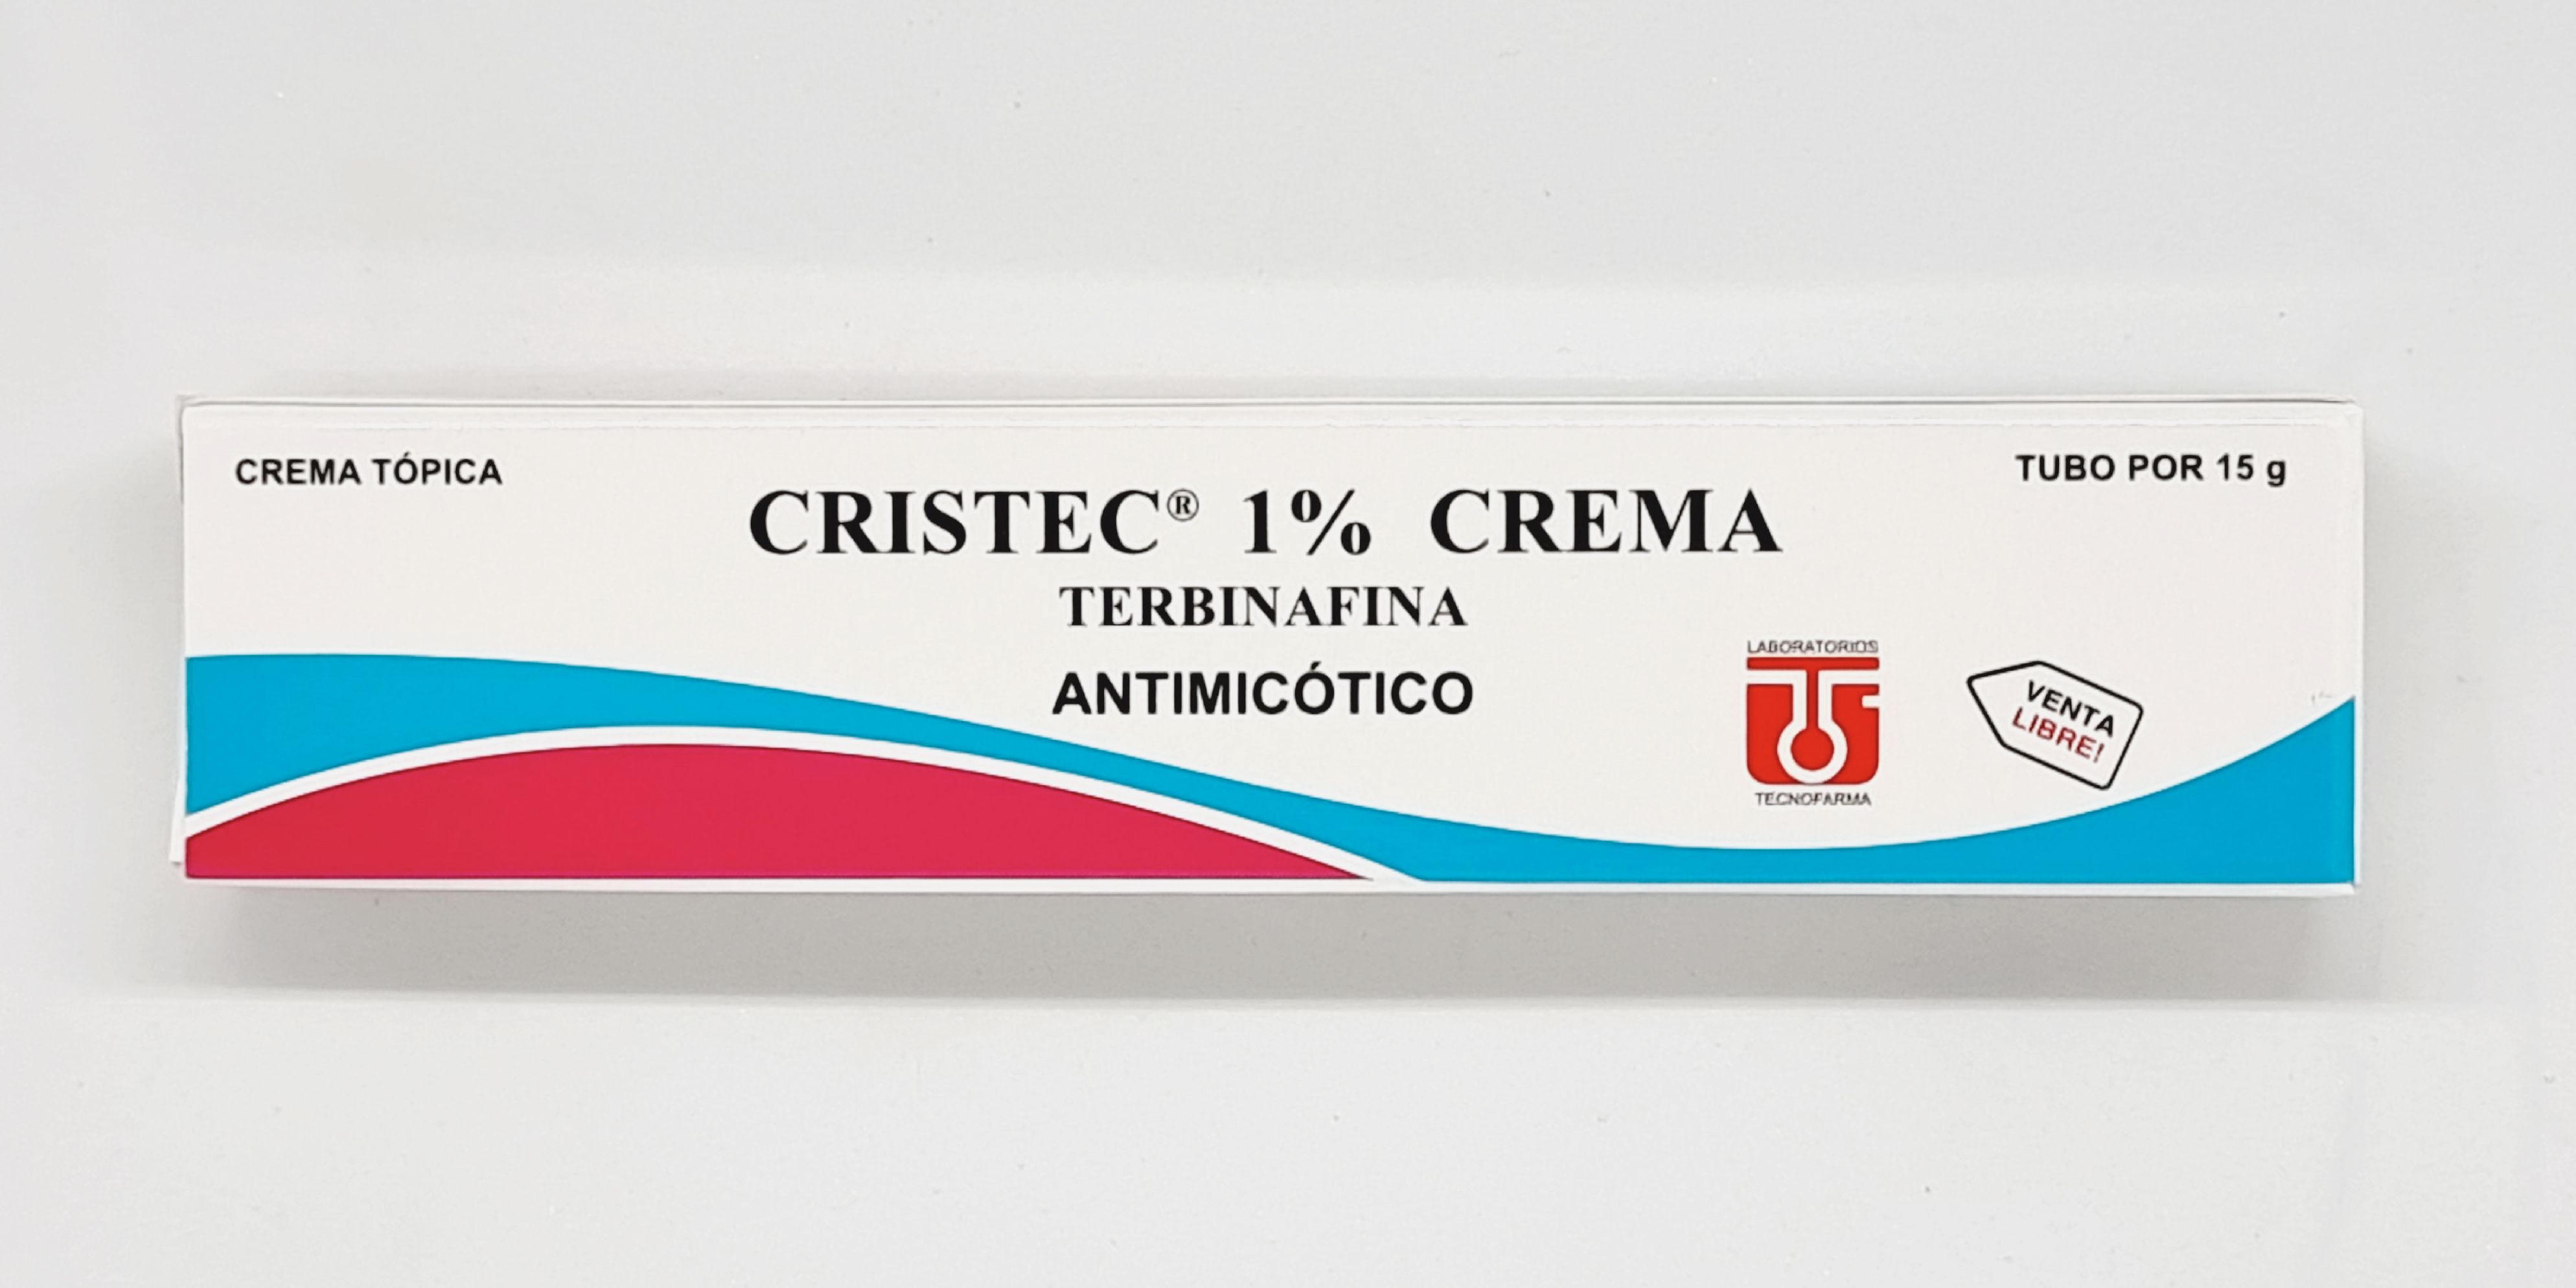 CREMA TÓPICA
TUBO POR 15 g
CRISTEC® 1% CREMA
TERBINAFINA
ANTIMICÓTICO
LABORATORIOS
TECNOFARMA
VENTA
LIBRE!